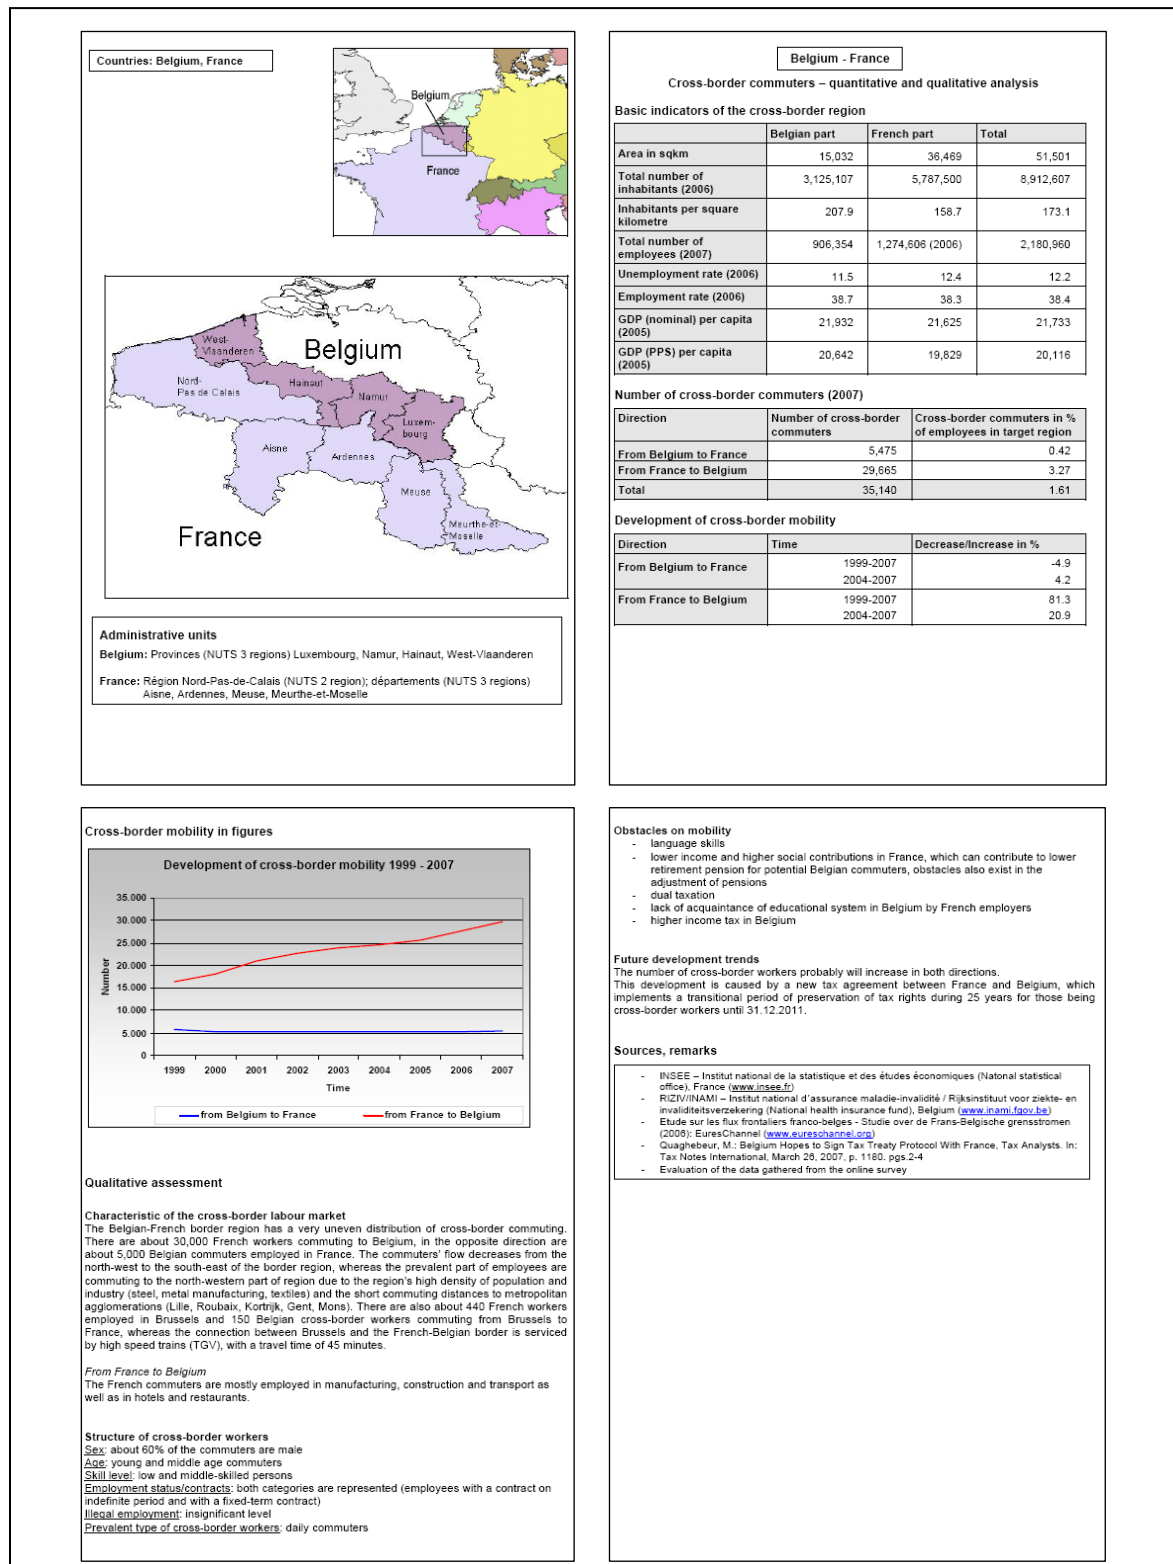 Countries: Belgium, France
Belgium
France
West-
Vlaanderen
Belgium
Nord-
Pas de Calais
Hainaut
Namur
Luxem-
bourg
Aisne
Ardennes
Meuse
Meurthe-et-
Moselle
France
Administrative units
Belgium: Provinces (NUTS 3 regions) Luxembourg, Namur, Hainaut, West-Vlaanderen
France: Région Nord-Pas-de-Calais (NUTS 2 region); départements (NUTS 3 regions)
Aisne, Ardennes, Meuse, Meurthe-et-Moselle
Belgium - France
Cross-border commuters – quantitative and qualitative analysis
Basic indicators of the cross-border region
Belgian part French part Total
Area in sqkm 15,032 36,469 51,501
Total number of
inhabitants (2006) 3,125,107 5,787,500 8,912,607
Inhabitants per square
kilometre 207.9 158.7 173.1
Total number of
employees (2007) 906,354 1,274,606 (2006) 2,180,960
Unemployment rate (2006) 11.5 12.4 12.2
Employment rate (2006) 38.7 38.3 38.4
GDP (nominal) per capita
(2005) 21,932 21,625 21,733
GDP (PPS) per capita
(2005) 20,642 19,829 20,116
Number of cross-border commuters (2007)
Direction Number of cross-border commuters Cross-border commuters in % of employees in target region
From Belgium to France 5,475 0.42
From France to Belgium 29,665 3.27
Total 35,140 1.61
Development of cross-border mobility
Direction Time Decrease/Increase in %
From Belgium to France 1999-2007 -4.9
2004-2007 4.2
From France to Belgium 1999-2007 81.3
2004-2007 20.9
Cross-border mobility in figures
Development of cross-border mobility 1999 - 2007
35.000
30.000
25.000
20.000
15.000
10.000
5.000
0
Number
1999 2000 2001 2002 2003 2004 2005 2006 2007
Time
from Belgium to France from France to Belgium
Qualitative assessment
Characteristic of the cross-border labour market
The Belgian-French border region has a very uneven distribution of cross-border commuting.
There are about 30,000 French workers commuting to Belgium, in the opposite direction are
about 5,000 Belgian commuters employed in France. The commuters' flow decreases from the
north-west to the south-east of the border region, whereas the prevalent part of employees are
commuting to the north-western part of region due to the region's high density of population and
industry (steel, metal manufacturing, textiles) and the short commuting distances to metropolitan
agglomerations (Lille, Roubaix, Kortrijk, Gent, Mons). There are also about 440 French workers
employed in Brussels and 150 Belgian cross-border workers commuting from Brussels to
France, whereas the connection between Brussels and the French-Belgian border is serviced
by high speed trains (TGV), with a travel time of 45 minutes.
From France to Belgium
The French commuters are mostly employed in manufacturing, construction and transport as
well as in hotels and restaurants.
Structure of cross-border workers
Sex: about 60% of the commuters are male
Age: young and middle age commuters
Skill level: low and middle-skilled persons
Employment status/contracts: both categories are represented (employees with a contract on
indefinite period and with a fixed-term contract)
Illegal employment: insignificant level
Prevalent type of cross-border workers: daily commuters
Obstacles on mobility
- language skills
- lower income and higher social contributions in France, which can contribute to lower
retirement pension for potential Belgian commuters, obstacles also exist in the
adjustment of pensions
- dual taxation
- lack of acquaintance of educational system in Belgium by French employers
- higher income tax in Belgium
Future development trends
The number of cross-border workers probably will increase in both directions.
This development is caused by a new tax agreement between France and Belgium, which
implements a transitional period of preservation of tax rights during 25 years for those being
cross-border workers until 31.12.2011.
Sources, remarks
- INSEE – Institut national de la statistique et des études économiques (Natonal statistical
office), France (www.insee.fr)
- RIZIV/INAMI – Institut national d'assurance maladie-invalidité / Rijksinstituut voor ziekte- en
invaliditeitsverzekering (National health insurance fund), Belgium (www.inami.fgov.be)
- Etude sur les flux frontaliers franco-belges - Studie over de Frans-Belgische grensstromen
(2006): EuresChannel (www.eureschannel.org)
- Quaghebeur, M.: Belgium Hopes to Sign Tax Treaty Protocol With France, Tax Analysts. In:
Tax Notes International, March 26, 2007, p. 1180. pgs.2-4
- Evaluation of the data gathered from the online survey